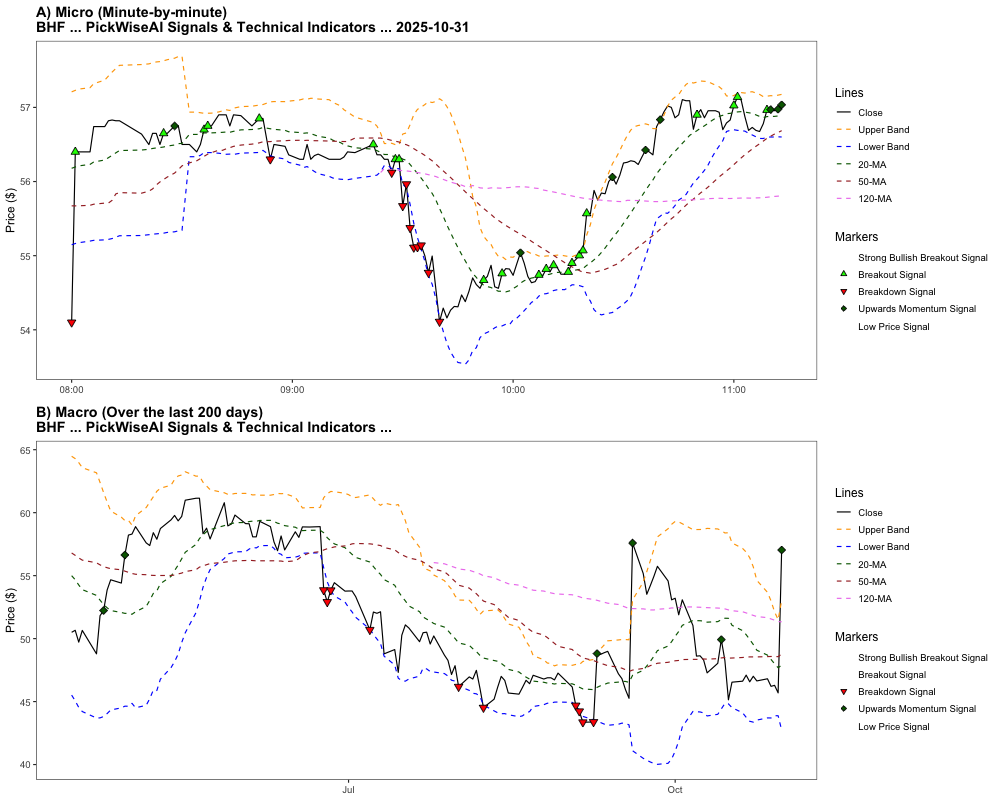 A) Micro (Minute-by-minute)
BHF ... PickWiseAI Signals & Technical Indicators ... 2025-10-31
57
56
55
54
Price ($)
08:00
09:00
10:00
11:00
Lines
Close
Upper Band
Lower Band
20-MA
50-MA
120-MA
Markers
Strong Bullish Breakout Signal
Breakout Signal
Breakdown Signal
Upwards Momentum Signal
Low Price Signal
B) Macro (Over the last 200 days)
BHF ... PickWiseAI Signals & Technical Indicators ...
65
60
55
50
45
40
Price ($)
Jul
Oct
Lines
Close
Upper Band
Lower Band
20-MA
50-MA
120-MA
Markers
Strong Bullish Breakout Signal
Breakout Signal
Breakdown Signal
Upwards Momentum Signal
Low Price Signal